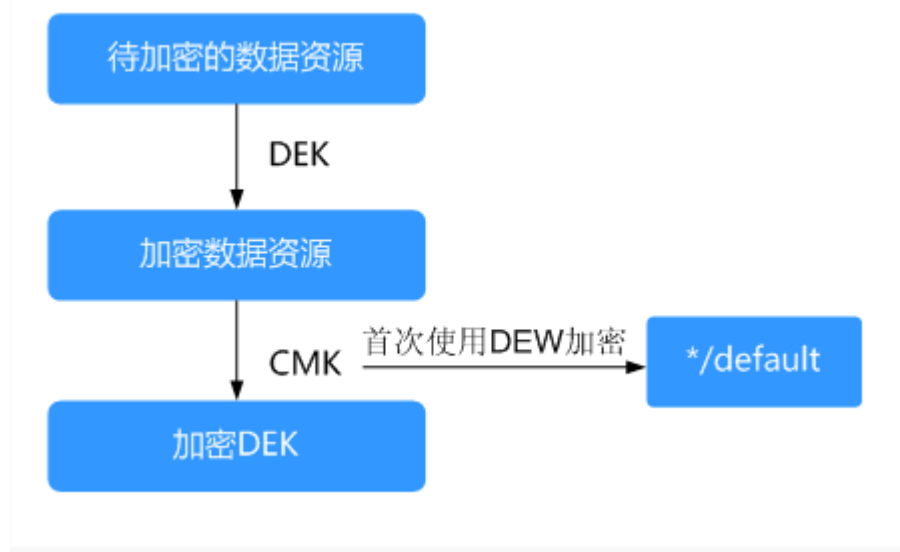 待加密的数据资源
DEK
加密数据资源
CMK
首次使用DEW加密
*/default
加密DEK